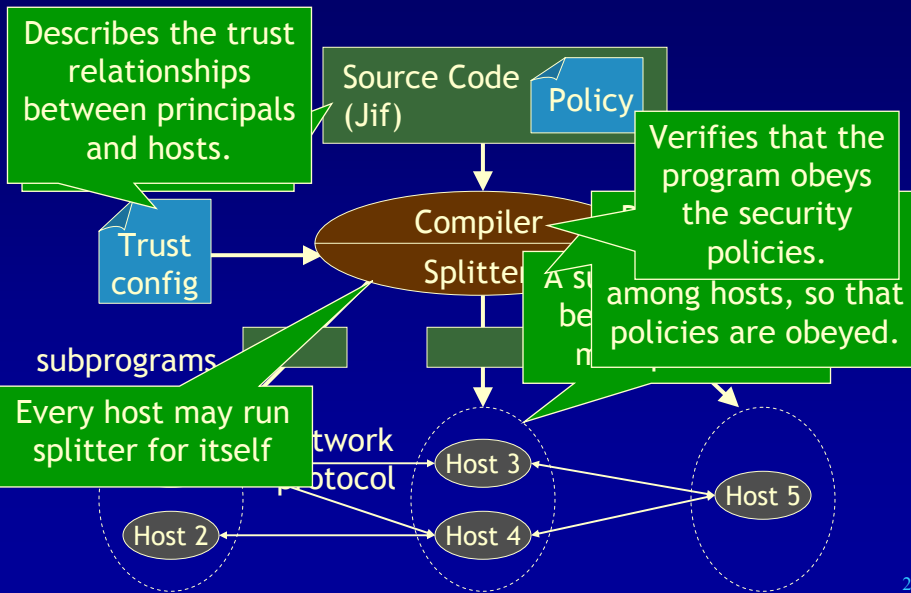 Describes the trust
relationships
between principals
and hosts.
Source Code
(Jif)
Policy
Verifies that the
program obeys
the security
policies.
Trust
config
Compiler
Splitter
A
be
among hosts, so that
policies are obeyed.
subprograms
Every host may run
splitter for itself
Host 3
Host 5
Host 2
Host 4
2